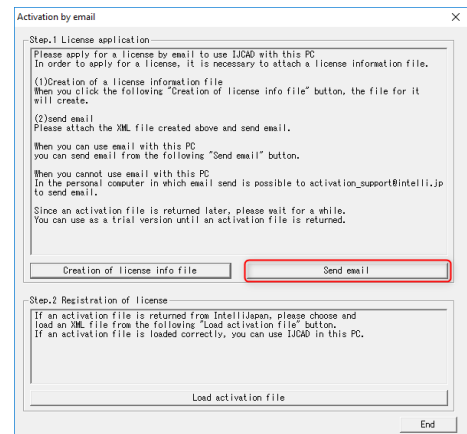 Activation by email
Step.1 License application
Please apply for a license by email to use IJCAD with this PC
In order to apply for a license, it is necessary to attach a license information file.
(1)Creation of a license information file
When you click the following "Creation of license info file" button, the file for it
will create.
(2)send email
Please attach the XML file created above and send email.
When you can use email with this PC
you can send email from the following "Send email" button.
When you cannot use email with this PC
In the personal computer in which email send is possible to activation_support@intelli.jp
to send email.
Since an activation file is returned later, please wait for a while.
You can use as a trial version until an activation file is returned.
Creation of license info file
Send email
Step.2 Registration of license
If an activation file is returned from IntelliJapan, please choose and
load an XML file from the following "Load activation file" button.
If an activation file is loaded correctly, you can use IJCAD in this PC.
Load activation file
End